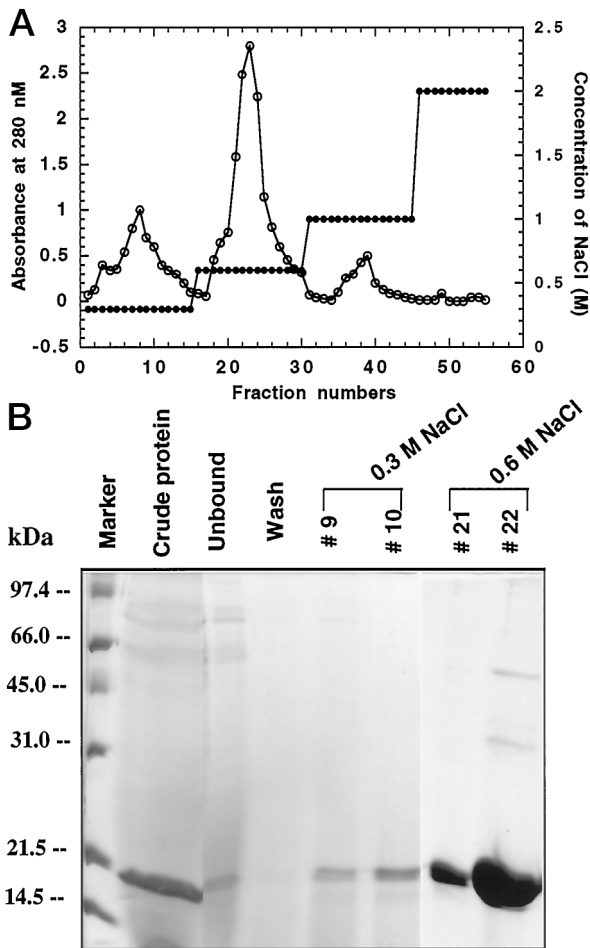 A
Absorbance at 280 nM
3
2.5
2
1.5
1
0.5
0
-0.5
2.5
2
1.5
1
0.5
0
Concentration of NaCl (M)
0
10
20
30
40
50
60
Fraction numbers
B
0.3 M NaCl
0.6 M NaCl
kDa
Marker
Crude protein
Unbound
Wash
# 9
# 10
# 21
# 22
97.4 --
66.0 --
45.0 --
31.0 --
21.5 --
14.5 --